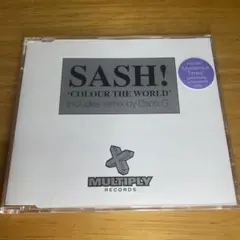 SASH!
'COLOUR THE WORLD'
Includes remix by Dario G
MULTIPLY
RECORDS